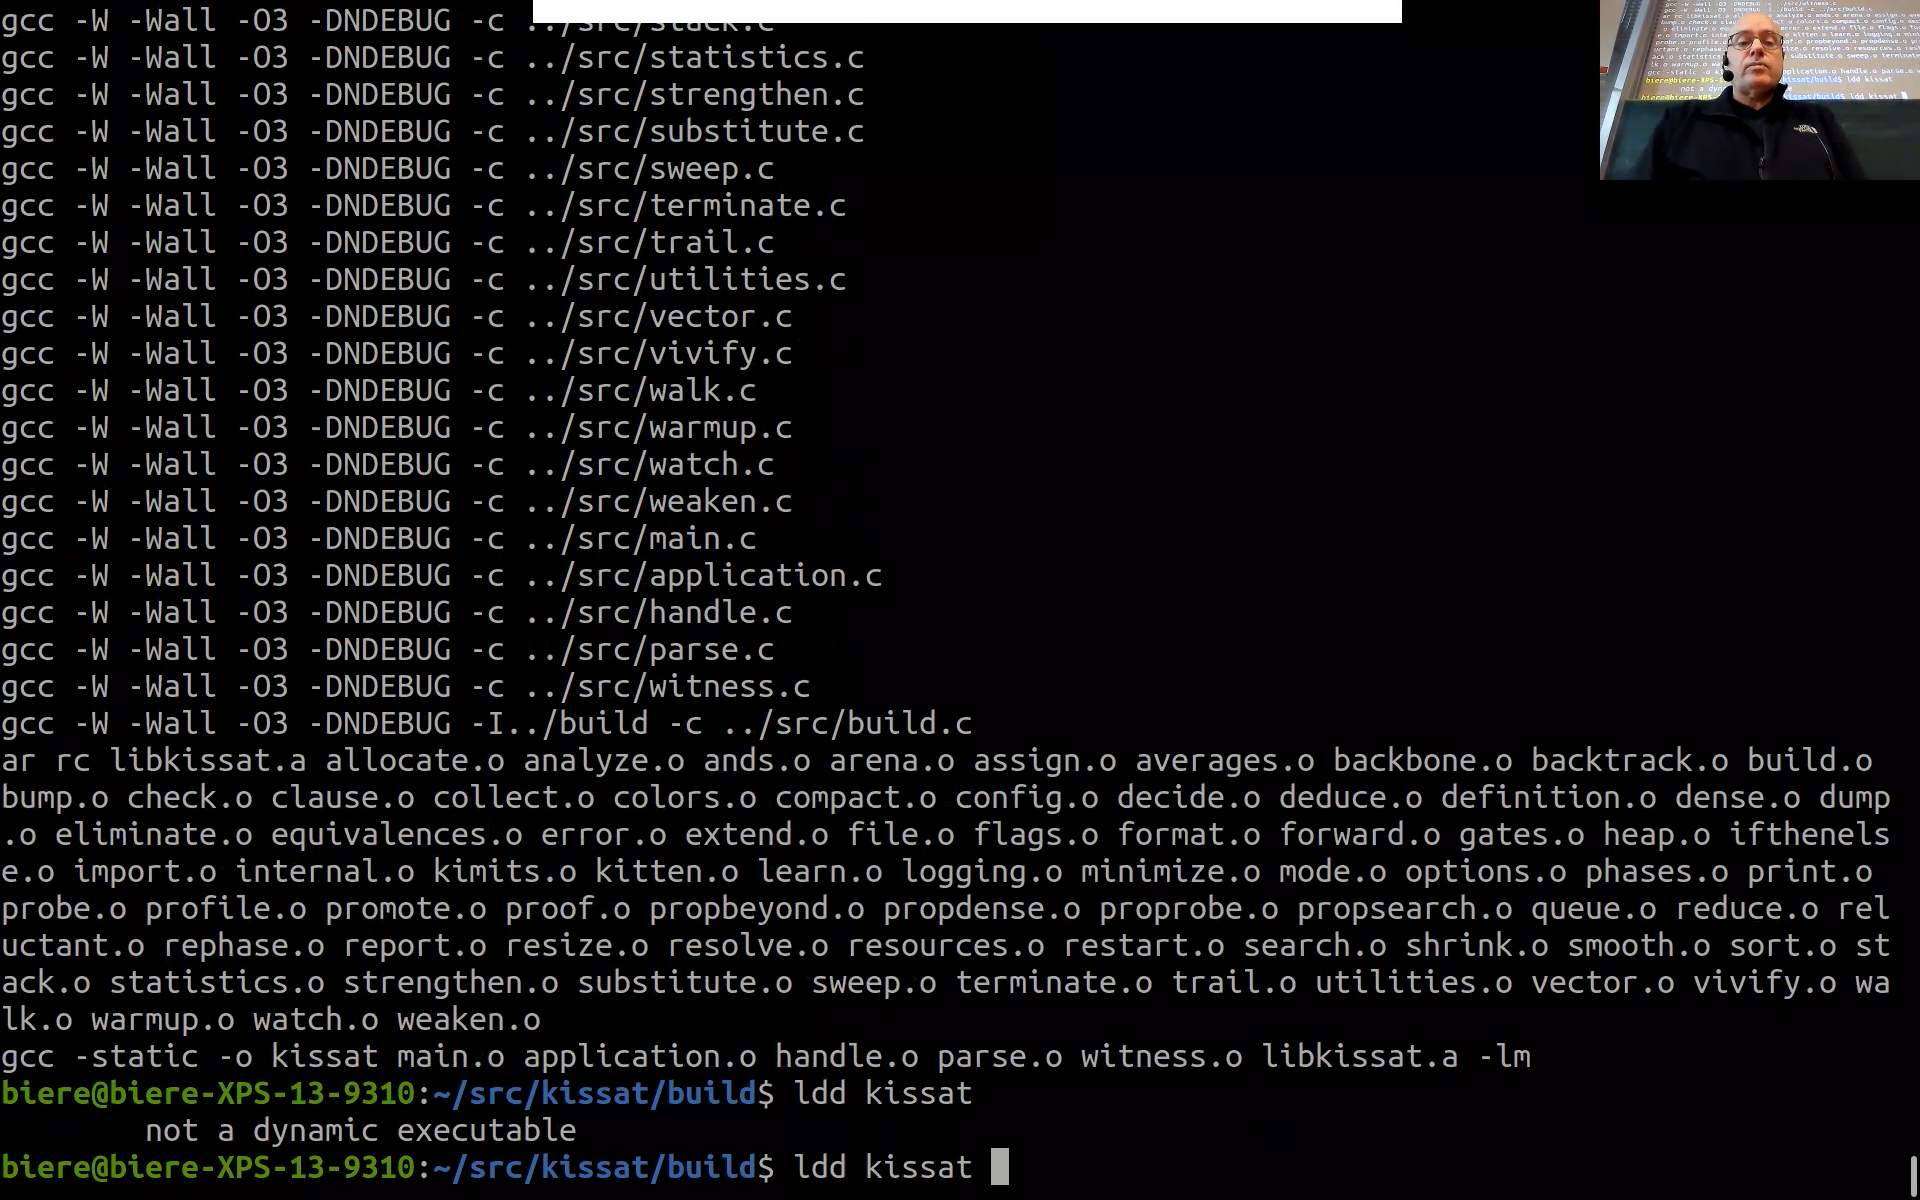 gcc -W -Wall -O3 -DNDEBUG -c ../src/stack.c
gcc -W -Wall -O3 -DNDEBUG -c ../src/statistics.c
gcc -W -Wall -O3 -DNDEBUG -c ../src/strengthen.c
gcc -W -Wall -O3 -DNDEBUG -c ../src/substitute.c
gcc -W -Wall -O3 -DNDEBUG -c ../src/sweep.c
gcc -W -Wall -O3 -DNDEBUG -c ../src/terminate.c
gcc -W -Wall -O3 -DNDEBUG -c ../src/trail.c
gcc -W -Wall -O3 -DNDEBUG -c ../src/utilities.c
gcc -W -Wall -O3 -DNDEBUG -c ../src/vector.c
gcc -W -Wall -O3 -DNDEBUG -c ../src/vivify.c
gcc -W -Wall -O3 -DNDEBUG -c ../src/walk.c
gcc -W -Wall -O3 -DNDEBUG -c ../src/warmup.c
gcc -W -Wall -O3 -DNDEBUG -c ../src/watch.c
gcc -W -Wall -O3 -DNDEBUG -c ../src/weaken.c
gcc -W -Wall -O3 -DNDEBUG -c ../src/main.c
gcc -W -Wall -O3 -DNDEBUG -c ../src/application.c
gcc -W -Wall -O3 -DNDEBUG -c ../src/handle.c
gcc -W -Wall -O3 -DNDEBUG -c ../src/parse.c
gcc -W -Wall -O3 -DNDEBUG -c ../src/witness.c
gcc -W -Wall -O3 -DNDEBUG -I../build -c ../src/build.c
ar rc libkissat.a allocate.o analyze.o ands.o arena.o assign.o averages.o backbone.o backtrack.o build.o
bump.o check.o clause.o collect.o colors.o compact.o config.o decide.o deduce.o definition.o dense.o dump
.o eliminate.o equivalences.o error.o extend.o file.o flags.o format.o forward.o gates.o heap.o ifthenels
e.o import.o internal.o kimits.o kitten.o learn.o logging.o minimize.o mode.o options.o phases.o print.o
probe.o profile.o promote.o proof.o propbeyond.o propdense.o proprobe.o propsearch.o queue.o reduce.o rel
uctant.o rephase.o report.o resize.o resolve.o resources.o restart.o search.o shrink.o smooth.o sort.o st
ack.o statistics.o strengthen.o substitute.o sweep.o terminate.o trail.o utilities.o vector.o vivify.o wa
lk.o warmup.o watch.o weaken.o
gcc -static -o kissat main.o application.o handle.o parse.o witness.o libkissat.a -lm
biere@biere-XPS-13-9310:~/src/kissat/build$ ldd kissat
not a dynamic executable
biere@biere-XPS-13-9310:~/src/kissat/build$ ldd kissat